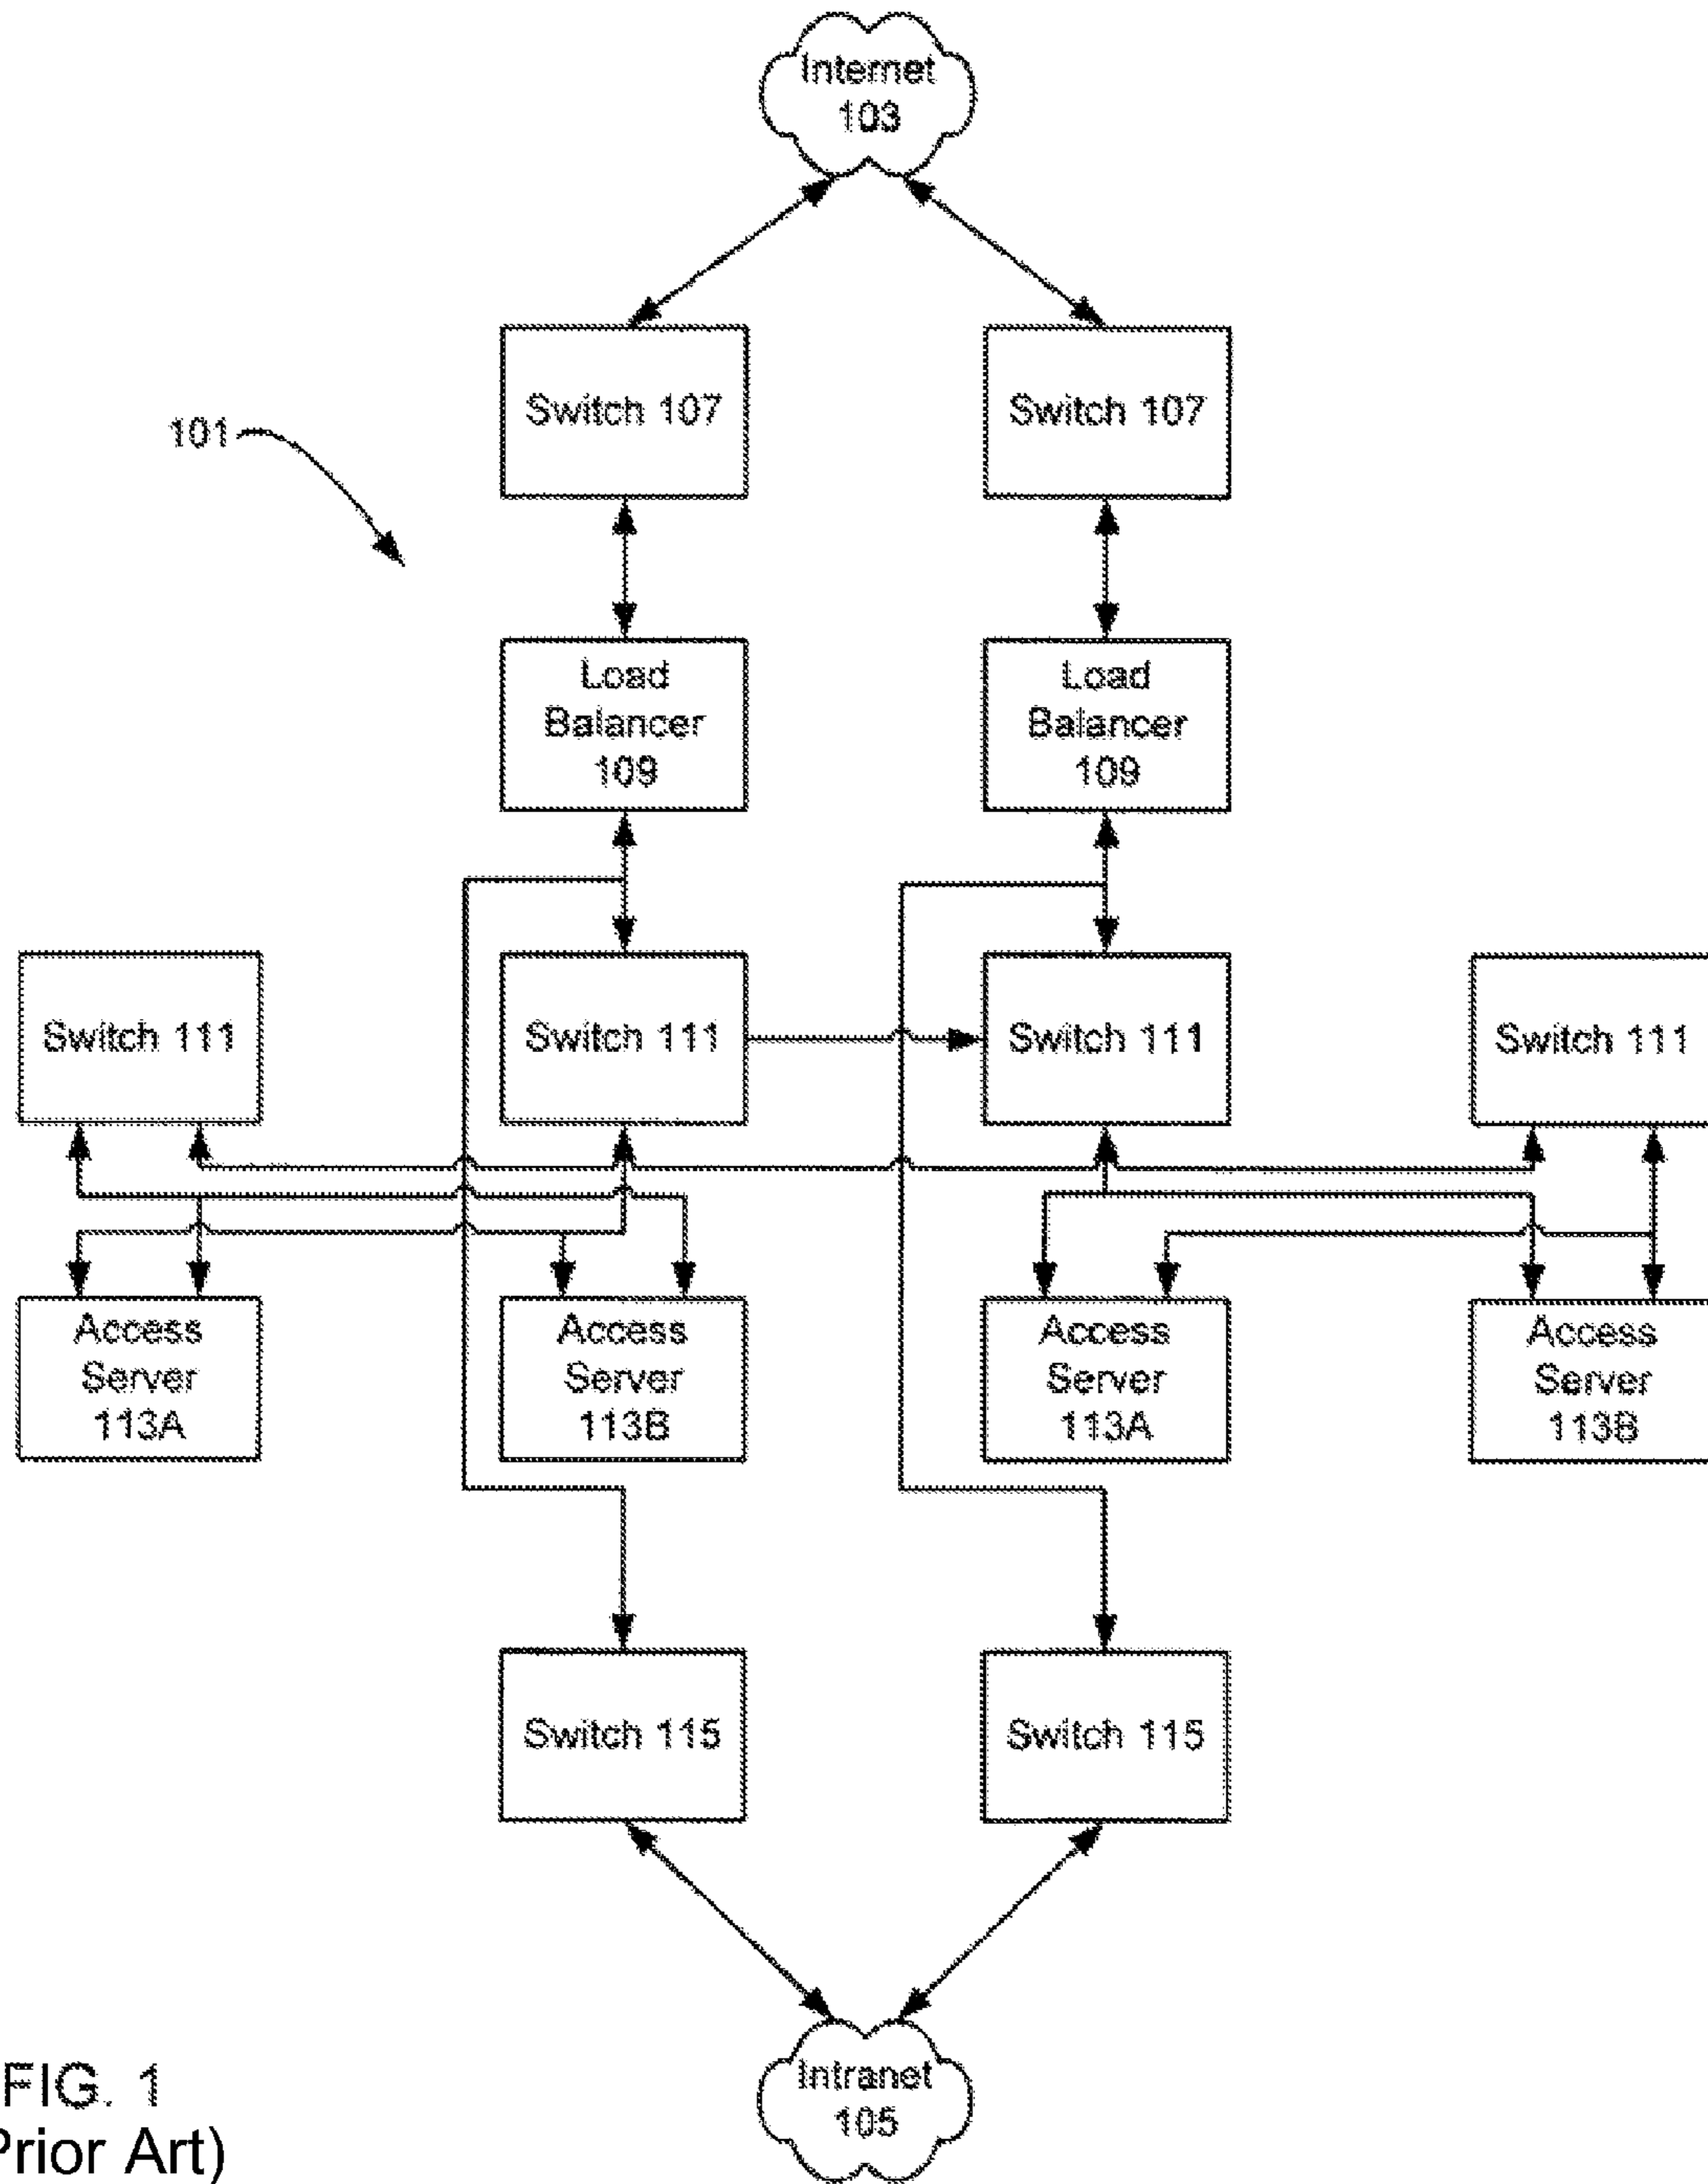 Internet
103
Switch 107
Switch 107
101
Load
Balancer
109
Load
Balancer
109
Switch 111
Switch 111
Switch 111
Switch 111
Access
Server
113A
Access
Server
113B
Access
Server
113A
Access
Server
113B
Switch 115
Switch 115
Intranet
105
FIG. 1
Prior Art)